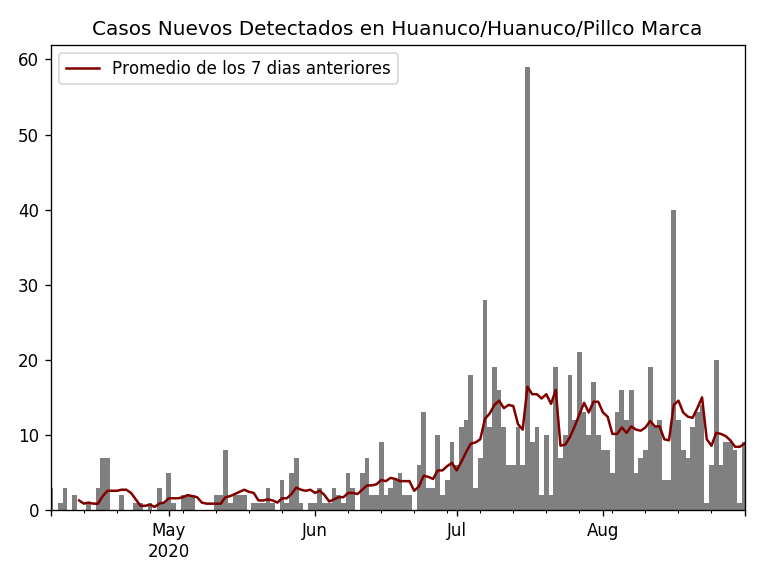 Casos Nuevos Detectados en Huanuco/Huanuco/Pillco Marca
Promedio de los 7 dias anteriores
60
50
40
30
20
10
0
May
2020
Jun
Jul
Aug